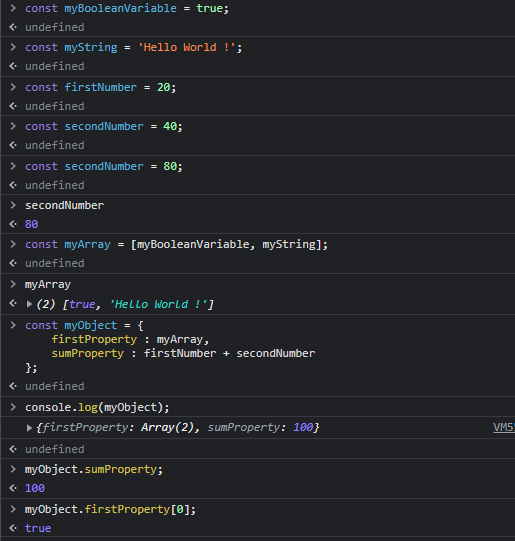 > const myBooleanVariable = true;
< undefined
> const myString = 'Hello World !';
< undefined
> const firstNumber = 20;
< undefined
> const secondNumber = 40;
< undefined
> const secondNumber = 80;
< undefined
> secondNumber
< 80
> const myArray = [myBooleanVariable, myString];
< undefined
> myArray
< ▶ (2) [true, 'Hello World !']
> const myObject = {
firstProperty : myArray,
sumProperty : firstNumber + secondNumber
};
< undefined
console.log(myObject);
▶ {firstProperty: Array(2), sumProperty: 100} VM55
< undefined
> myObject.sumProperty;
< 100
> myObject.firstProperty[0];
< true